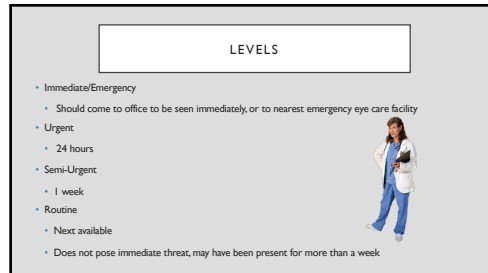 LEVELS
• Immediate/Emergency
• Should come to office to be seen immediately, or to nearest emergency eye care facility
• Urgent
• 24 hours
• Semi-Urgent
• 1 week
• Routine
• Next available
• Does not pose immediate threat, may have been present for more than a week